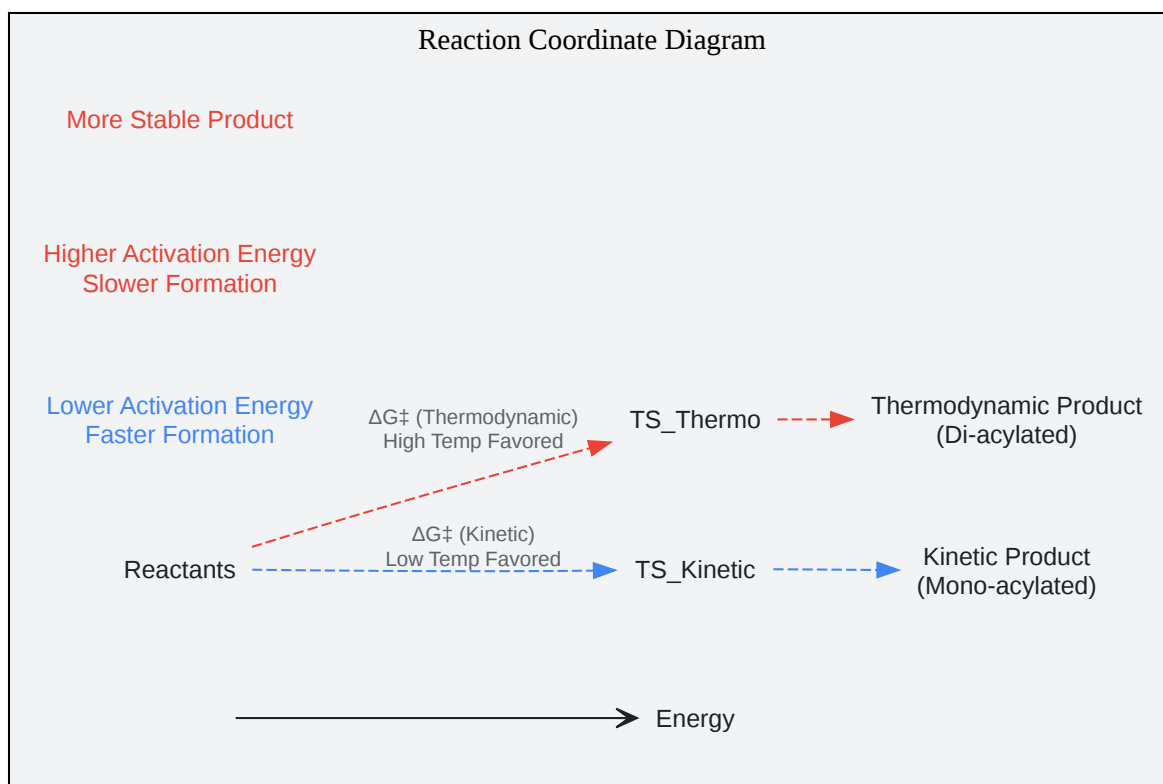 Reaction Coordinate Diagram
More Stable Product
Higher Activation Energy
Slower Formation
Lower Activation Energy
Faster Formation
ΔG‡ (Thermodynamic)
High Temp Favored
TS_Thermo
Thermodynamic Product
(Di-acylated)
Reactants
ΔG‡ (Kinetic)
Low Temp Favored
TS_Kinetic
Kinetic Product
(Mono-acylated)
Energy